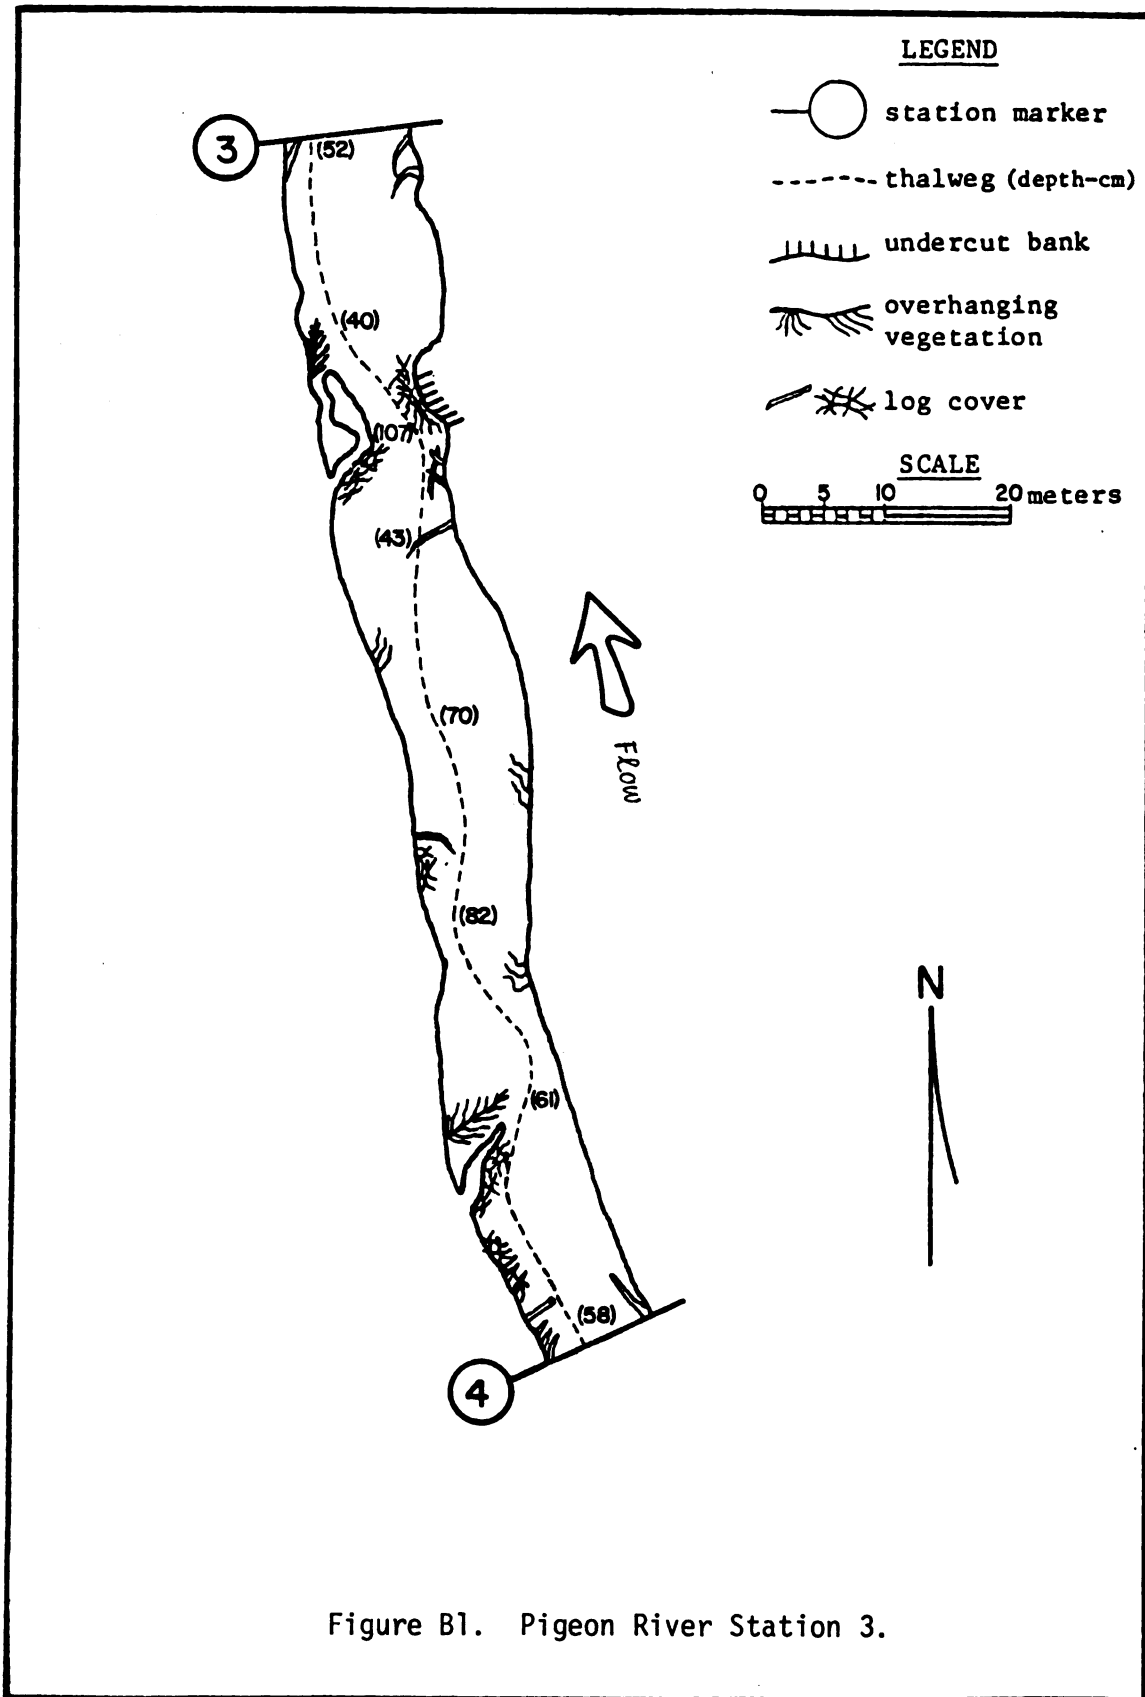 LEGEND
station marker
thalweg (depth-cm)
undercut bank
overhanging
vegetation
log cover
SCALE
0 5 10 20 meters
3
(52)
(40)
(107)
(43)
(70)
Flow
(82)
N
(61)
(58)
4
Figure B1. Pigeon River Station 3.